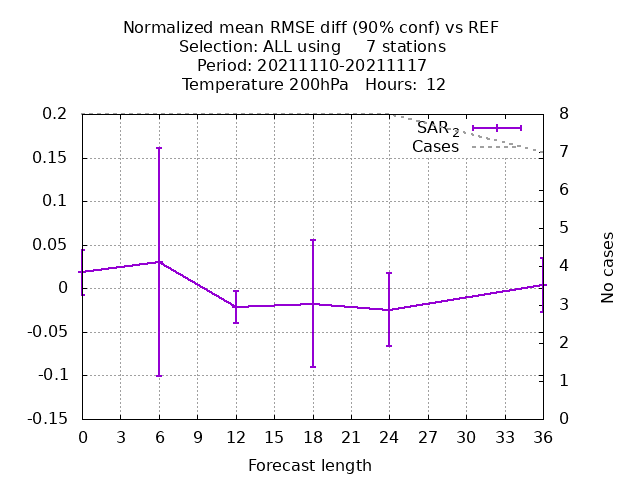 Normalized mean RMSE diff (90% conf) vs REF
Selection: ALL using     7 stations
Period: 20211110-20211117
Temperature 200hPa   Hours:  12
0.2
0.15
0.1
0.05
0
-0.05
-0.1
-0.15
8
7
6
5
4
3
2
1
0
SAR 2
Cases
No cases
0 3 6 9 12 15 18 21 24 27 30 33 36
Forecast length